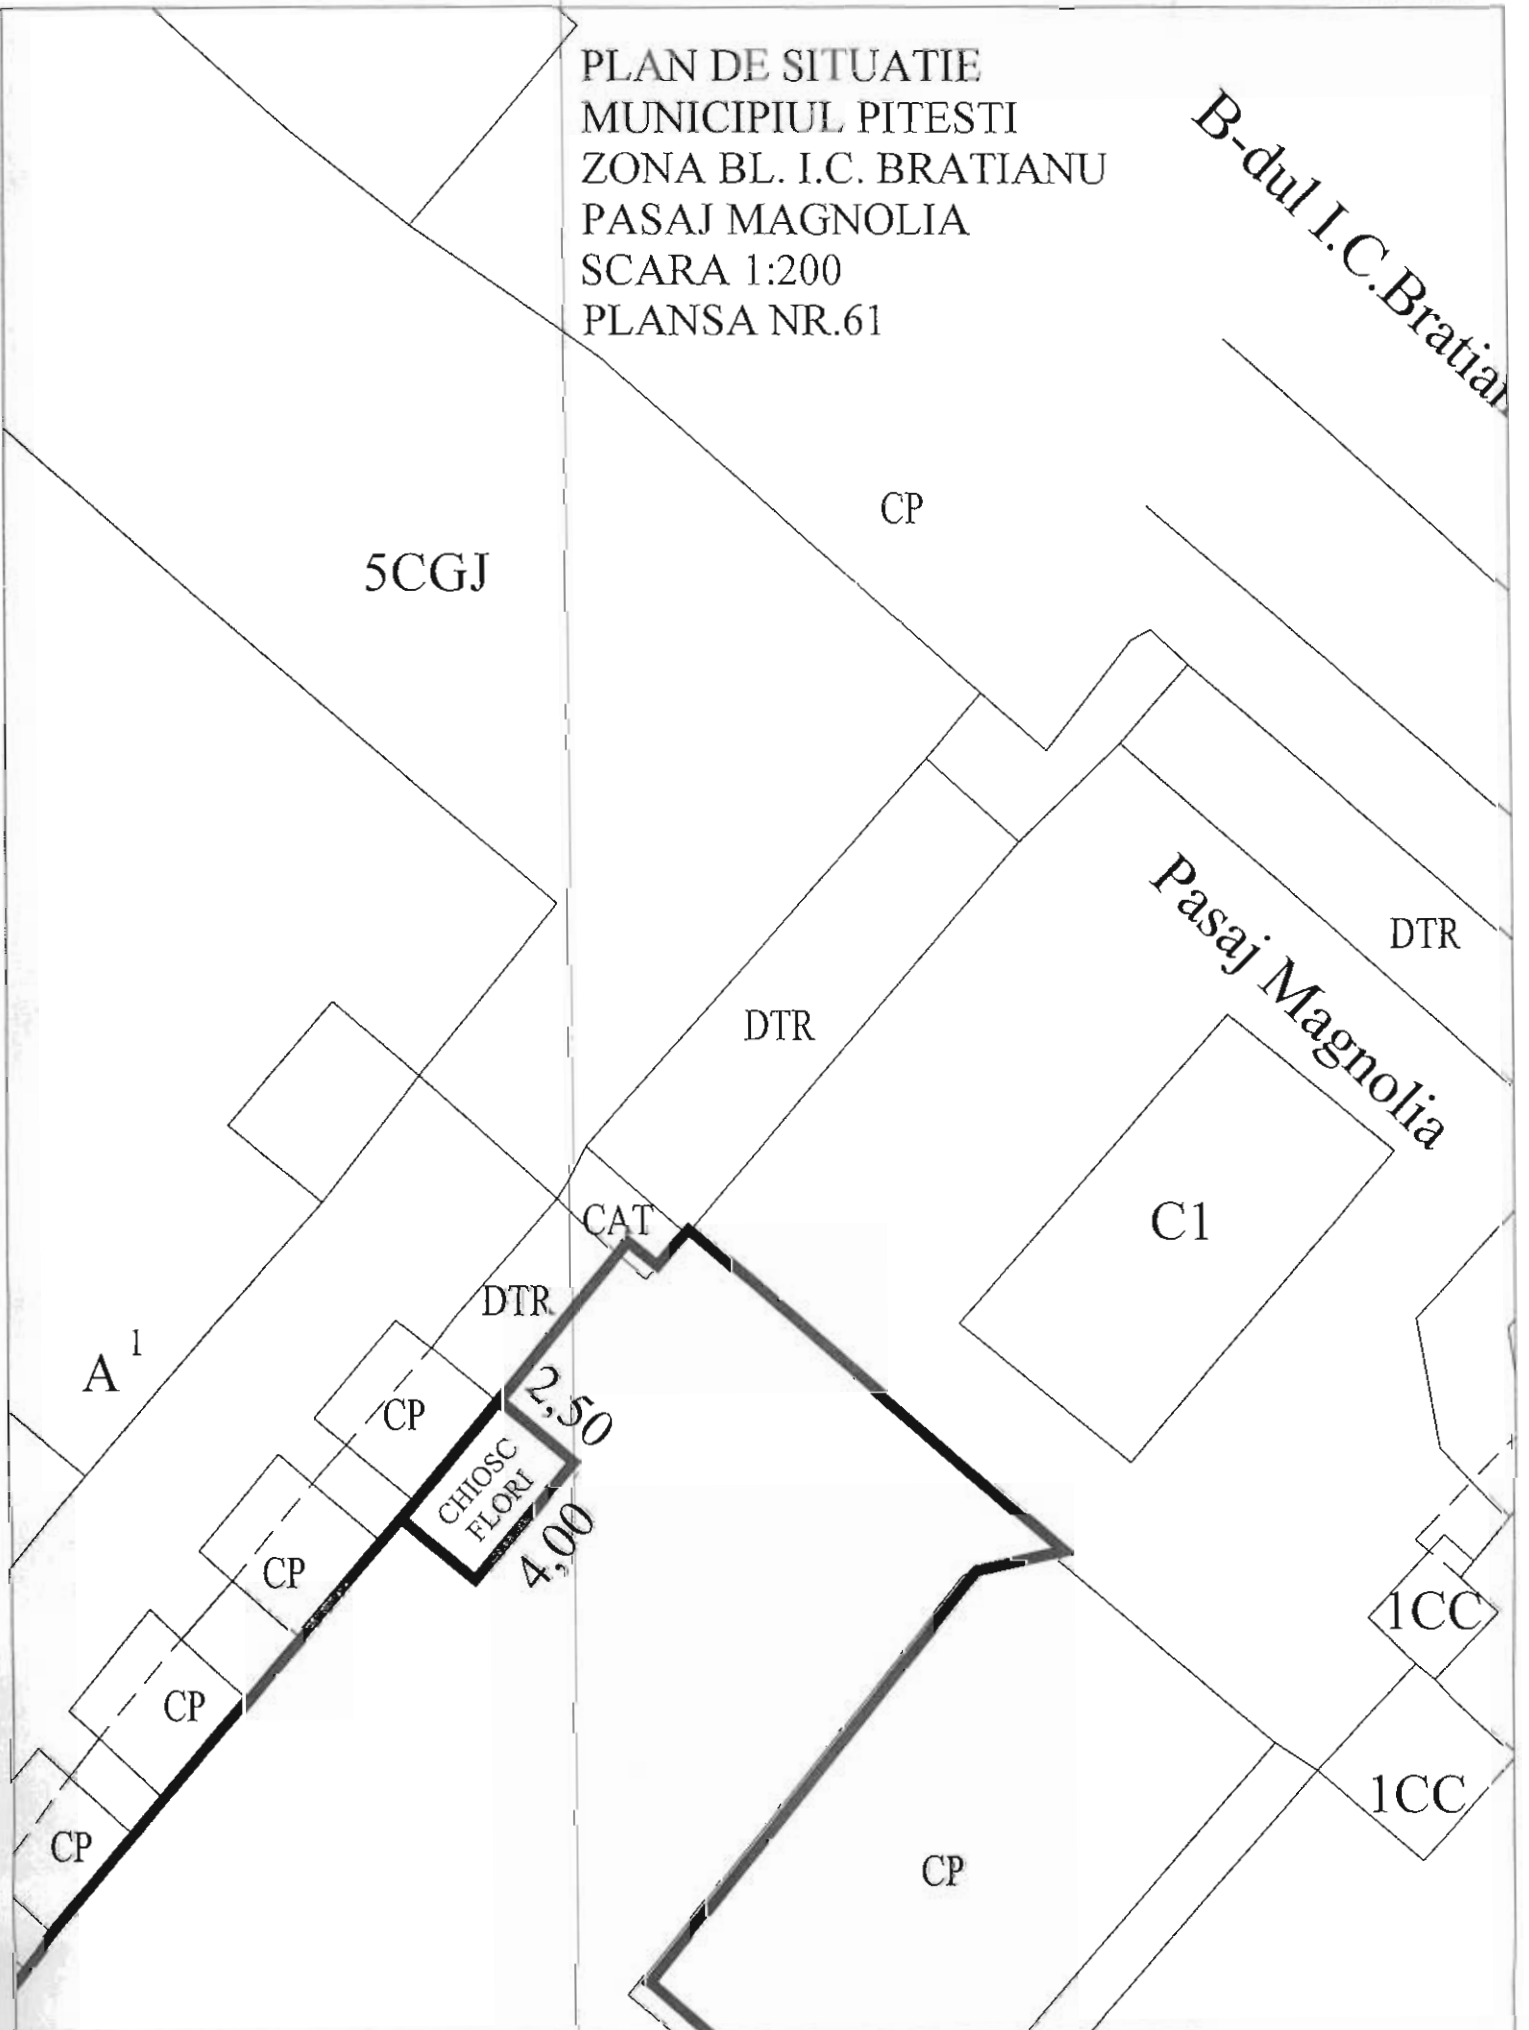 PLAN DE SITUATIE
MUNICIPIUL PITESTI
ZONA BL. I.C. BRATIANU
PASAJ MAGNOLIA
SCARA 1:200
PLANSA NR.61
B-dul I.C.Bratian
CP
5CGJ
Pasaj Magnolia
DTR
DTR
C1
CAT
DTR
A 1
2,50
CP
CHIOSC
FLORI
4,00
CP
1CC
CP
1CC
CP
CP